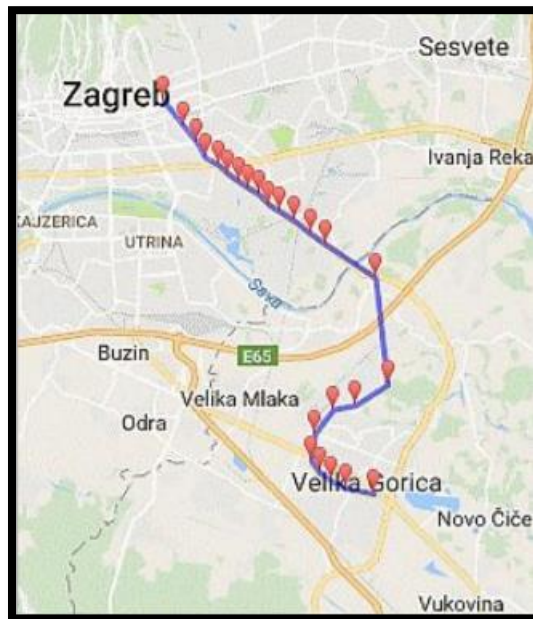 Sesvete
Zagreb
Ivanja Reka
KAJZERICA
UTRINA
Sava
E65
Buzin
Velika Mlaka
Odra
Velika Gorica
Novo Čiče
Vukovina